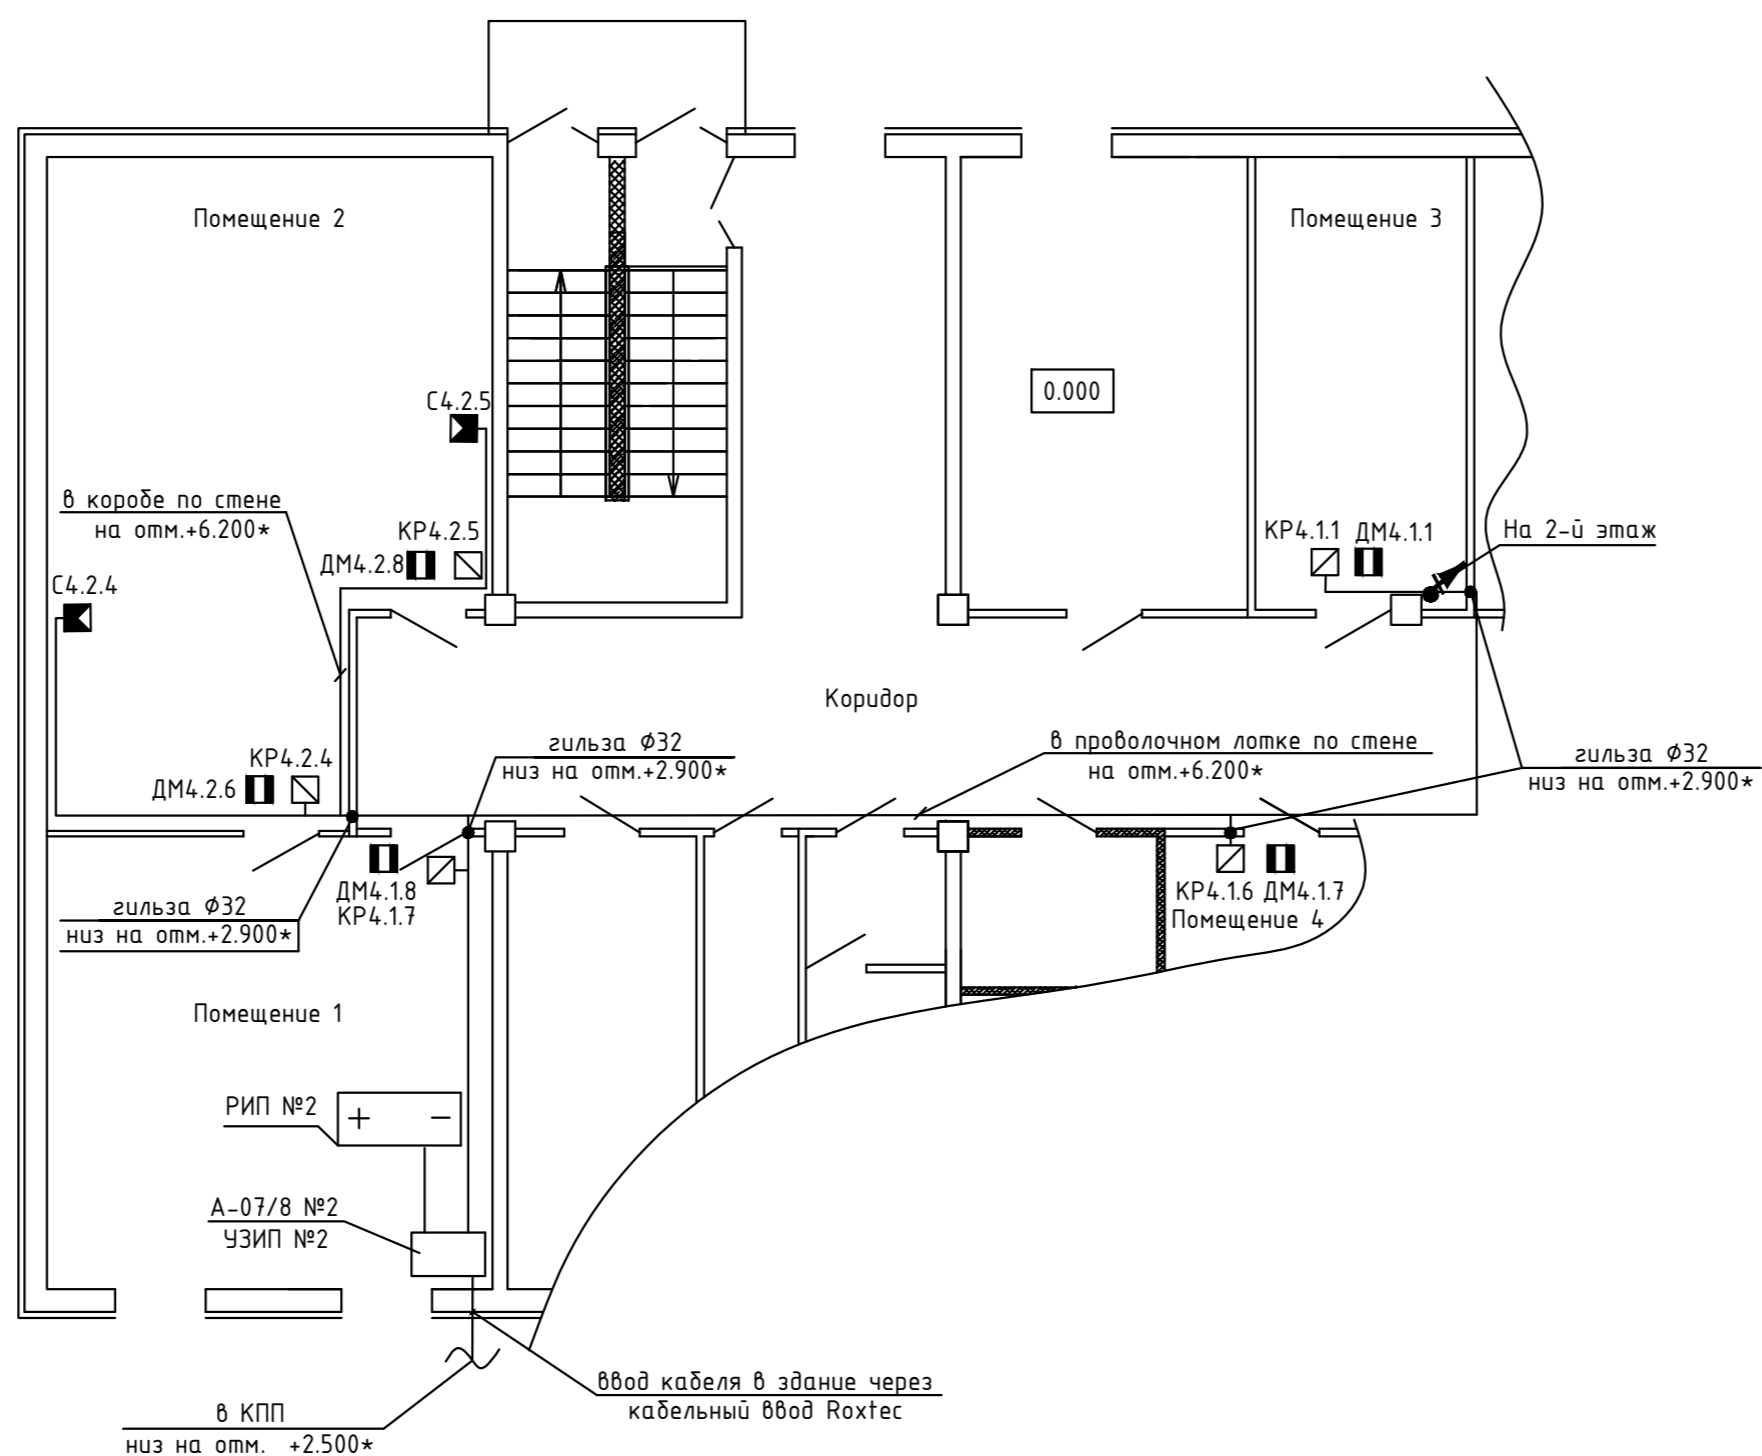 Помещение 2
Помещение 3
0.000
С4.2.5
в коробе по стене
на отм.+6.200*
КР4.2.5
ДМ4.2.8
КР4.1.1
ДМ4.1.1
На 2-й этаж
С4.2.4
Коридор
гильза Ф32
низ на отм.+2.900*
в проволочном лотке по стене
на отм.+6.200*
гильза Ф32
низ на отм.+2.900*
КР4.2.4
ДМ4.2.6
ДМ4.1.8
КР4.1.7
КР4.1.6
ДМ4.1.7
Помещение 4
гильза Ф32
низ на отм.+2.900*
Помещение 1
РИП №2
+ −
А-07/8 №2
УЗИП №2
ввод кабеля в здание через
кабельный ввод Roxtec
в КПП
низ на отм. +2.500*